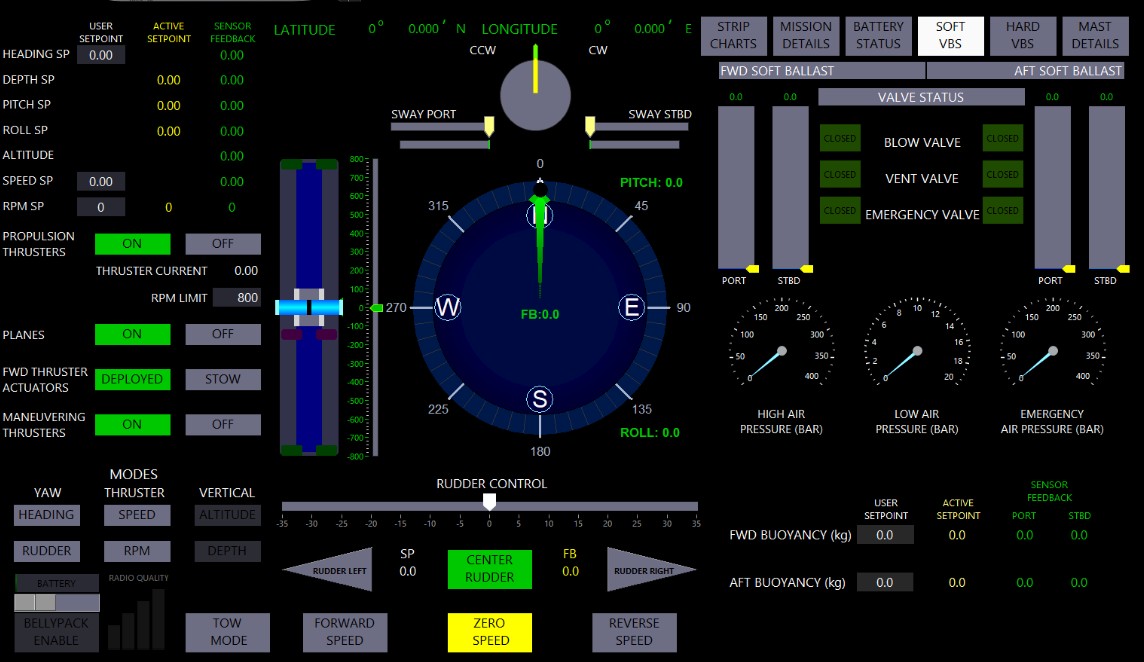 USER SETPOINT
ACTIVE SETPOINT
SENSOR FEEDBACK
HEADING SP 0.00 0.00
DEPTH SP 0.00 0.00
PITCH SP 0.00 0.00
ROLL SP 0.00 0.00
ALTITUDE 0.00
SPEED SP 0.00 0.00
RPM SP 0 0 0
PROPULSION THRUSTERS ON OFF
THRUSTER CURRENT 0.00
RPM LIMIT 800
PLANES ON OFF
FWD THRUSTER ACTUATORS DEPLOYED STOW
MANEUVERING THRUSTERS ON OFF
MODES
YAW THRUSTER VERTICAL
HEADING SPEED ALTITUDE
RUDDER RPM DEPTH
BATTERY
RADIO QUALITY
BELLYPACK ENABLE
TOW MODE
LATITUDE 0° 0.000′ N LONGITUDE 0° 0.000′ E
CCW CW
SWAY PORT SWAY STBD
800
700
600
500
400
300
200
100
0
-100
-200
-300
-400
-500
-600
-700
-800
PITCH: 0.0
0
315 45
N
270 W E 90
FB:0.0
S
225 135
180
ROLL: 0.0
RUDDER CONTROL
-35 -30 -25 -20 -15 -10 -5 0 5 10 15 20 25 30 35
RUDDER LEFT
SP
0.0
CENTER RUDDER
FB
0.0
RUDDER RIGHT
FORWARD SPEED
ZERO SPEED
REVERSE SPEED
STRIP CHARTS
MISSION DETAILS
BATTERY STATUS
SOFT VBS
HARD VBS
MAST DETAILS
FWD SOFT BALLAST AFT SOFT BALLAST
0.0 0.0 VALVE STATUS 0.0 0.0
CLOSED BLOW VALVE CLOSED
CLOSED VENT VALVE CLOSED
CLOSED EMERGENCY VALVE CLOSED
PORT STBD PORT STBD
0 50 100 150 200 250 300 350 400
HIGH AIR
PRESSURE (BAR)
0 2 4 6 8 10 12 14 16 18 20
LOW AIR
PRESSURE (BAR)
0 50 100 150 200 250 300 350 400
EMERGENCY
AIR PRESSURE (BAR)
USER SETPOINT
ACTIVE SETPOINT
SENSOR FEEDBACK
PORT STBD
FWD BUOYANCY (kg) 0.0 0.0 0.0 0.0
AFT BUOYANCY (kg) 0.0 0.0 0.0 0.0